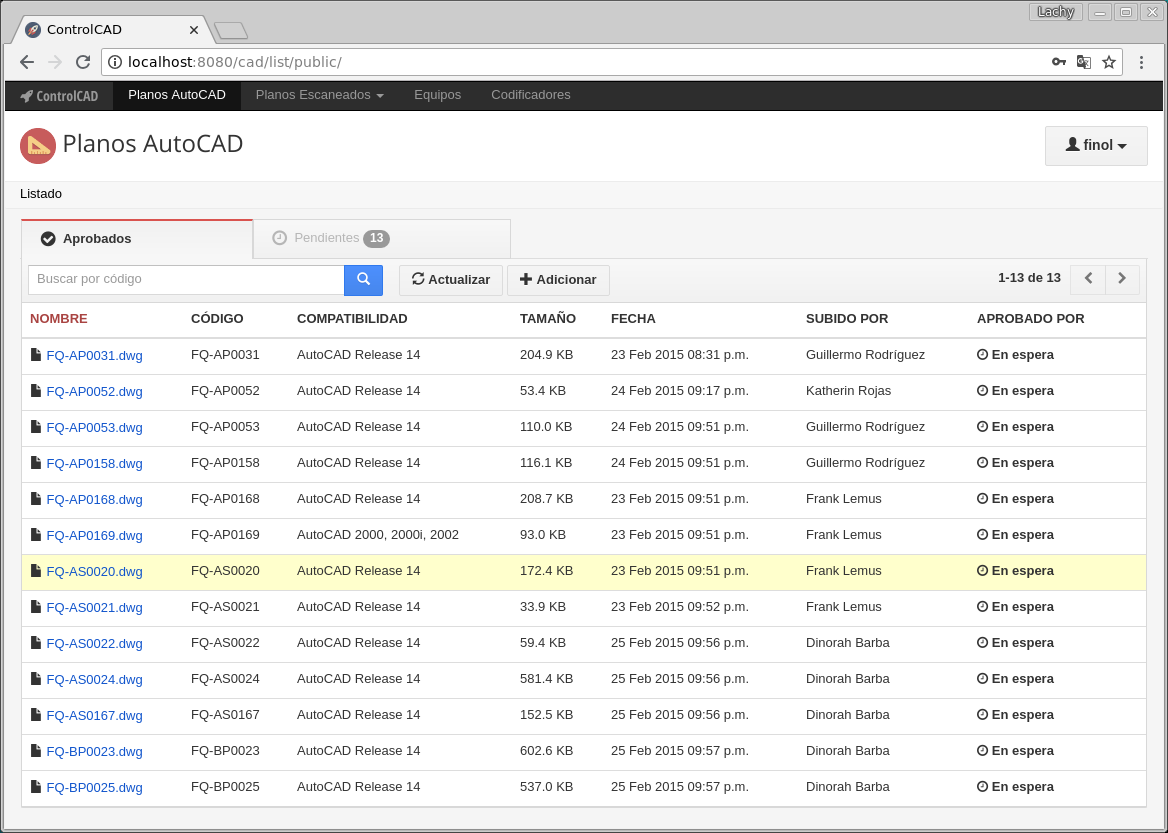 Lachy
ControlCAD
localhost:8080/cad/list/public/
ControlCAD Planos AutoCAD Planos Escaneados Equipos Codificadores
Planos AutoCAD
finol
Listado
Aprobados Pendientes 13
Buscar por código Actualizar Adicionar 1-13 de 13
NOMBRE CÓDIGO COMPATIBILIDAD TAMAÑO FECHA SUBIDO POR APROBADO POR
FQ-AP0031.dwg FQ-AP0031 AutoCAD Release 14 204.9 KB 23 Feb 2015 08:31 p.m. Guillermo Rodríguez En espera
FQ-AP0052.dwg FQ-AP0052 AutoCAD Release 14 53.4 KB 24 Feb 2015 09:17 p.m. Katherin Rojas En espera
FQ-AP0053.dwg FQ-AP0053 AutoCAD Release 14 110.0 KB 24 Feb 2015 09:51 p.m. Guillermo Rodríguez En espera
FQ-AP0158.dwg FQ-AP0158 AutoCAD Release 14 116.1 KB 24 Feb 2015 09:51 p.m. Guillermo Rodríguez En espera
FQ-AP0168.dwg FQ-AP0168 AutoCAD Release 14 208.7 KB 23 Feb 2015 09:51 p.m. Frank Lemus En espera
FQ-AP0169.dwg FQ-AP0169 AutoCAD 2000, 2000i, 2002 93.0 KB 23 Feb 2015 09:51 p.m. Frank Lemus En espera
FQ-AS0020.dwg FQ-AS0020 AutoCAD Release 14 172.4 KB 23 Feb 2015 09:51 p.m. Frank Lemus En espera
FQ-AS0021.dwg FQ-AS0021 AutoCAD Release 14 33.9 KB 23 Feb 2015 09:52 p.m. Frank Lemus En espera
FQ-AS0022.dwg FQ-AS0022 AutoCAD Release 14 59.4 KB 25 Feb 2015 09:56 p.m. Dinorah Barba En espera
FQ-AS0024.dwg FQ-AS0024 AutoCAD Release 14 581.4 KB 25 Feb 2015 09:56 p.m. Dinorah Barba En espera
FQ-AS0167.dwg FQ-AS0167 AutoCAD Release 14 152.5 KB 25 Feb 2015 09:56 p.m. Dinorah Barba En espera
FQ-BP0023.dwg FQ-BP0023 AutoCAD Release 14 602.6 KB 25 Feb 2015 09:57 p.m. Dinorah Barba En espera
FQ-BP0025.dwg FQ-BP0025 AutoCAD Release 14 537.0 KB 25 Feb 2015 09:57 p.m. Dinorah Barba En espera